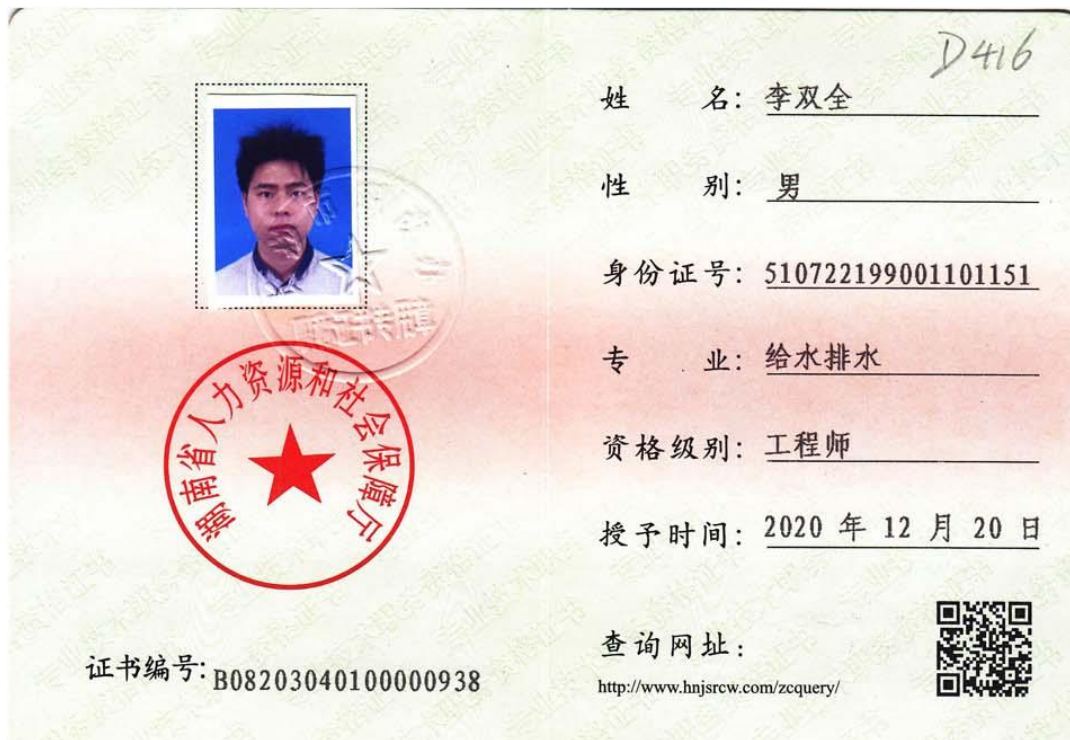 D416
姓 名: 李双全
性 别: 男
身份证号: 510722199001101151
专 业: 给水排水
资格级别: 工程师
授予时间: 2020 年 12 月 20 日
查询网址:
http://www.hnjsrcw.com/zcquery/
湖南省人力资源和社会保障厅
证书编号: B08203040100000938